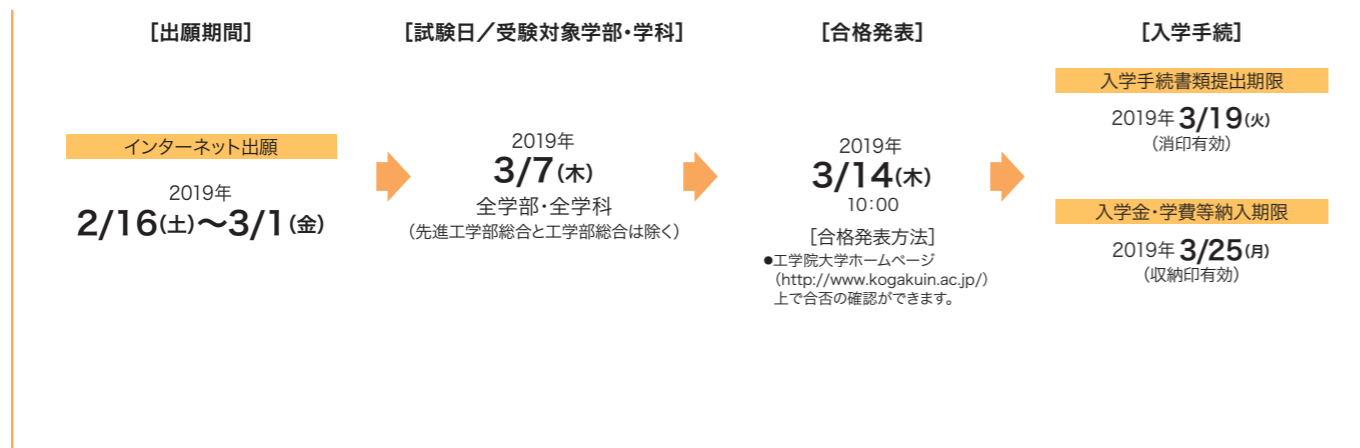 [出願期間]
インターネット出願
2019年
2/16(土)〜3/1(金)
[試験日／受験対象学部・学科]
2019年
3/7(木)
全学部・全学科
（先進工学部総合と工学部総合は除く）
[合格発表]
2019年
3/14(木)
10：00
[合格発表方法]
●工学院大学ホームページ
（http://www.kogakuin.ac.jp/）
上で合否の確認ができます。
[入学手続]
入学手続書類提出期限
2019年 3/19(火)
（消印有効）
入学金・学費等納入期限
2019年 3/25(月)
（収納印有効）